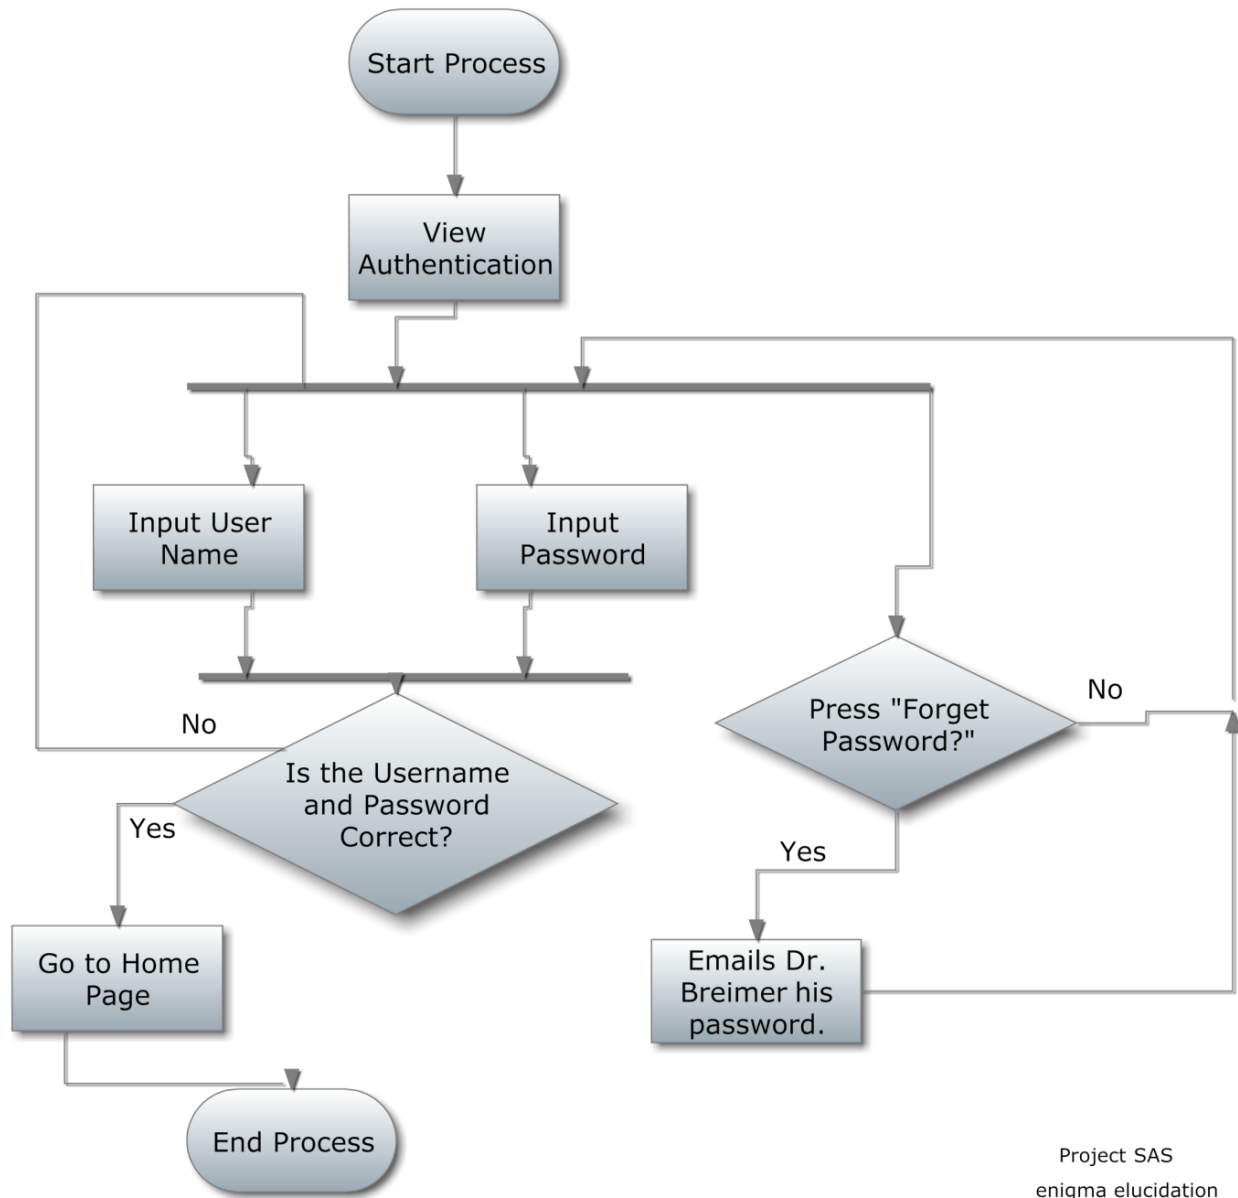 Start Process
View
Authentication
Input User
Name
Input
Password
No
Press "Forget
Password?"
No
Is the Username
and Password
Correct?
Yes
Yes
Go to Home
Page
Emails Dr.
Breimer his
password.
End Process
Project SAS
enigma elucidation